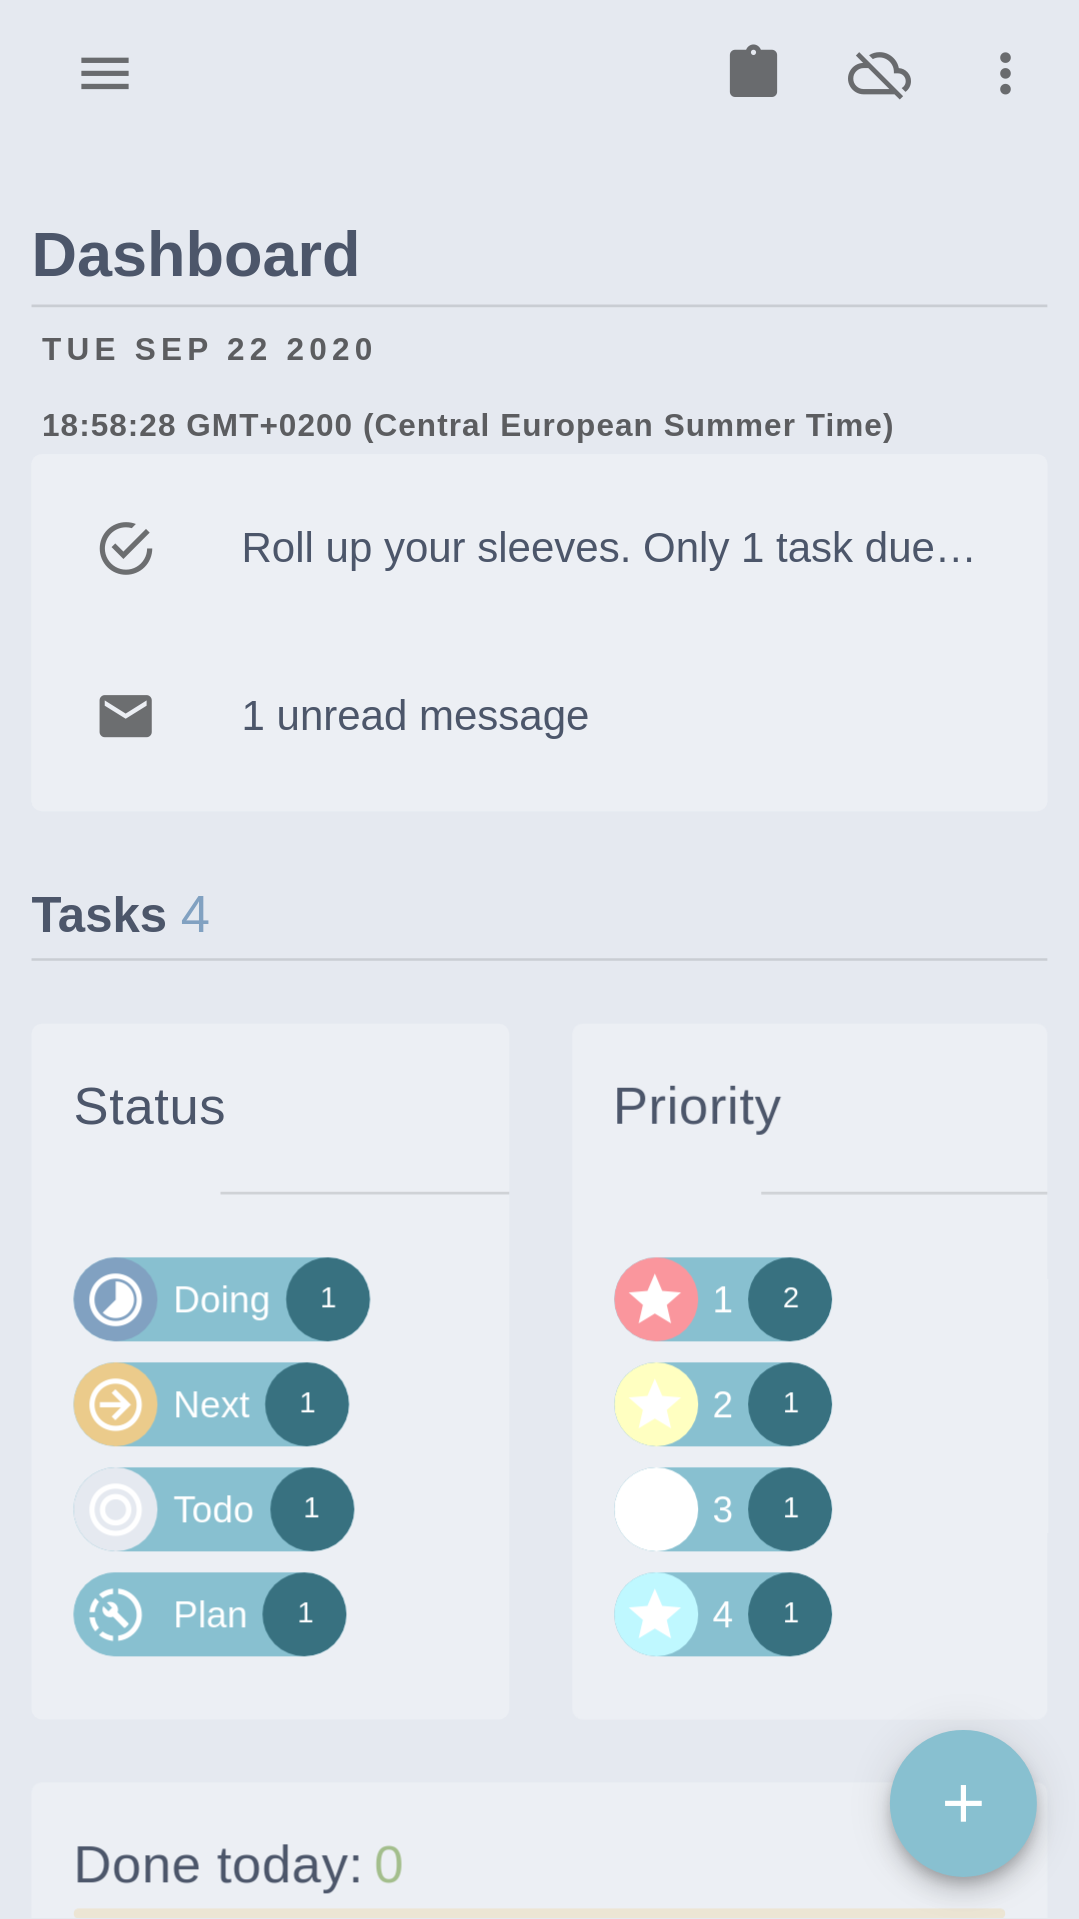 Dashboard
TUE SEP 22 2020
18:58:28 GMT+0200 (Central European Summer Time)
Roll up your sleeves. Only 1 task due…
1 unread message
Tasks 4
Status
Doing 1
Next 1
Todo 1
Plan 1
Priority
1 2
2 1
3 1
4 1
Done today: 0